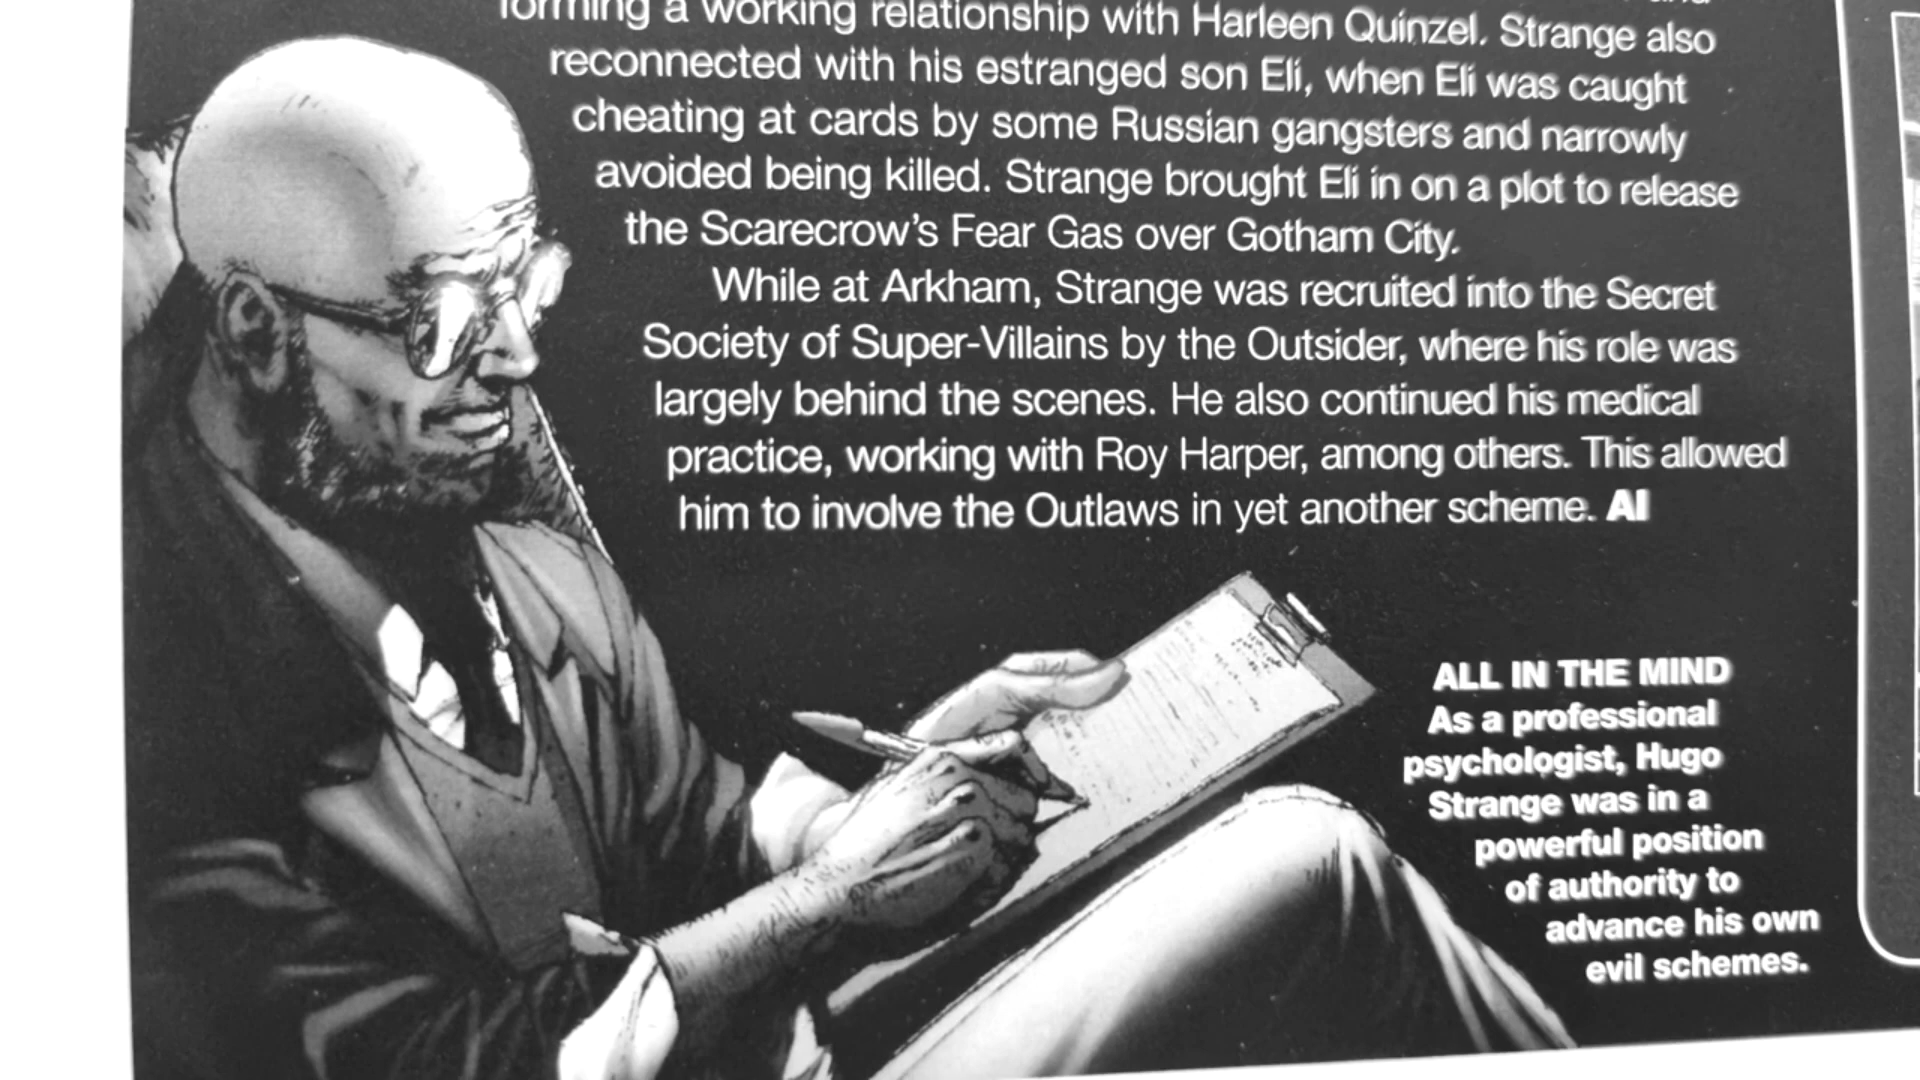 forming a working relationship with Harleen Quinzel. Strange also
reconnected with his estranged son Eli, when Eli was caught
cheating at cards by some Russian gangsters and narrowly
avoided being killed. Strange brought Eli in on a plot to release
the Scarecrow's Fear Gas over Gotham City.
While at Arkham, Strange was recruited into the Secret
Society of Super-Villains by the Outsider, where his role was
largely behind the scenes. He also continued his medical
practice, working with Roy Harper, among others. This allowed
him to involve the Outlaws in yet another scheme. AI
ALL IN THE MIND
As a professional
psychologist, Hugo
Strange was in a
powerful position
of authority to
advance his own
evil schemes.